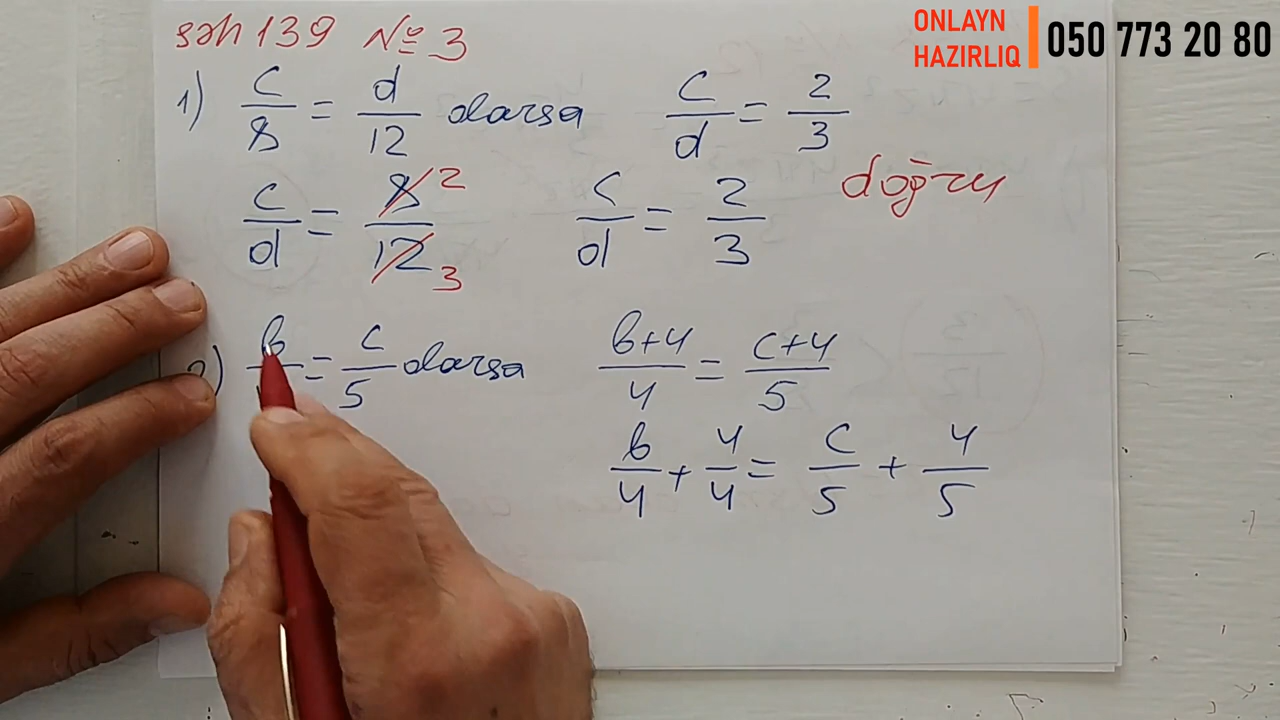 ONLAYN
HAZIRLIQ 050 773 20 80
səh 139 № 3
1) c/8 = d/12 olarsa c/d = 2/3
c/d = 8/12 2 3 c/d = 2/3 doğru
2) b/ = c/5 olarsa b+4/4 = c+4/5
b/4 + 4/4 = c/5 + 4/5